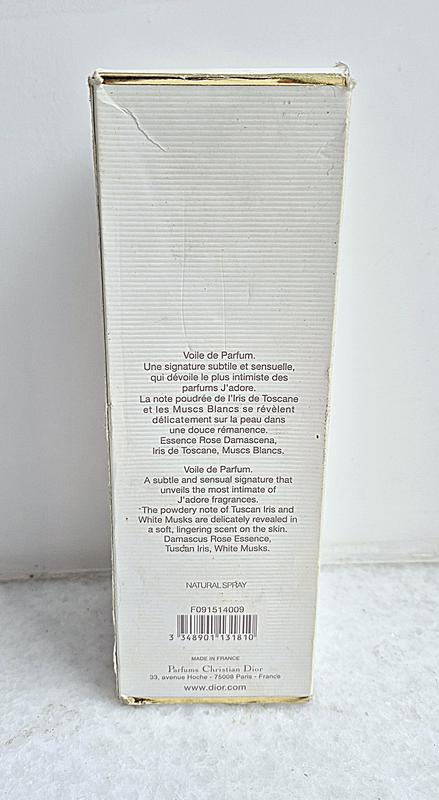 Voile de Parfum.
Une signature subtile et sensuelle,
qui dévoile le plus intimiste des
parfums J'adore.
La note poudrée de l'Iris de Toscane
et les Muscs Blancs se révèlent
délicatement sur la peau dans
une douce rémanence.
Essence Rose Damascena,
Iris de Toscane, Muscs Blancs.
Voile de Parfum.
A subtle and sensual signature that
unveils the most intimate of
J'adore fragrances.
The powdery note of Tuscan Iris and
White Musks are delicately revealed in
a soft, lingering scent on the skin.
Damascus Rose Essence,
Tuscan Iris, White Musks.
NATURAL SPRAY
F091514009
3 348901 131810
MADE IN FRANCE
Parfums Christian Dior
33, avenue Hoche - 75008 Paris - France
www.dior.com